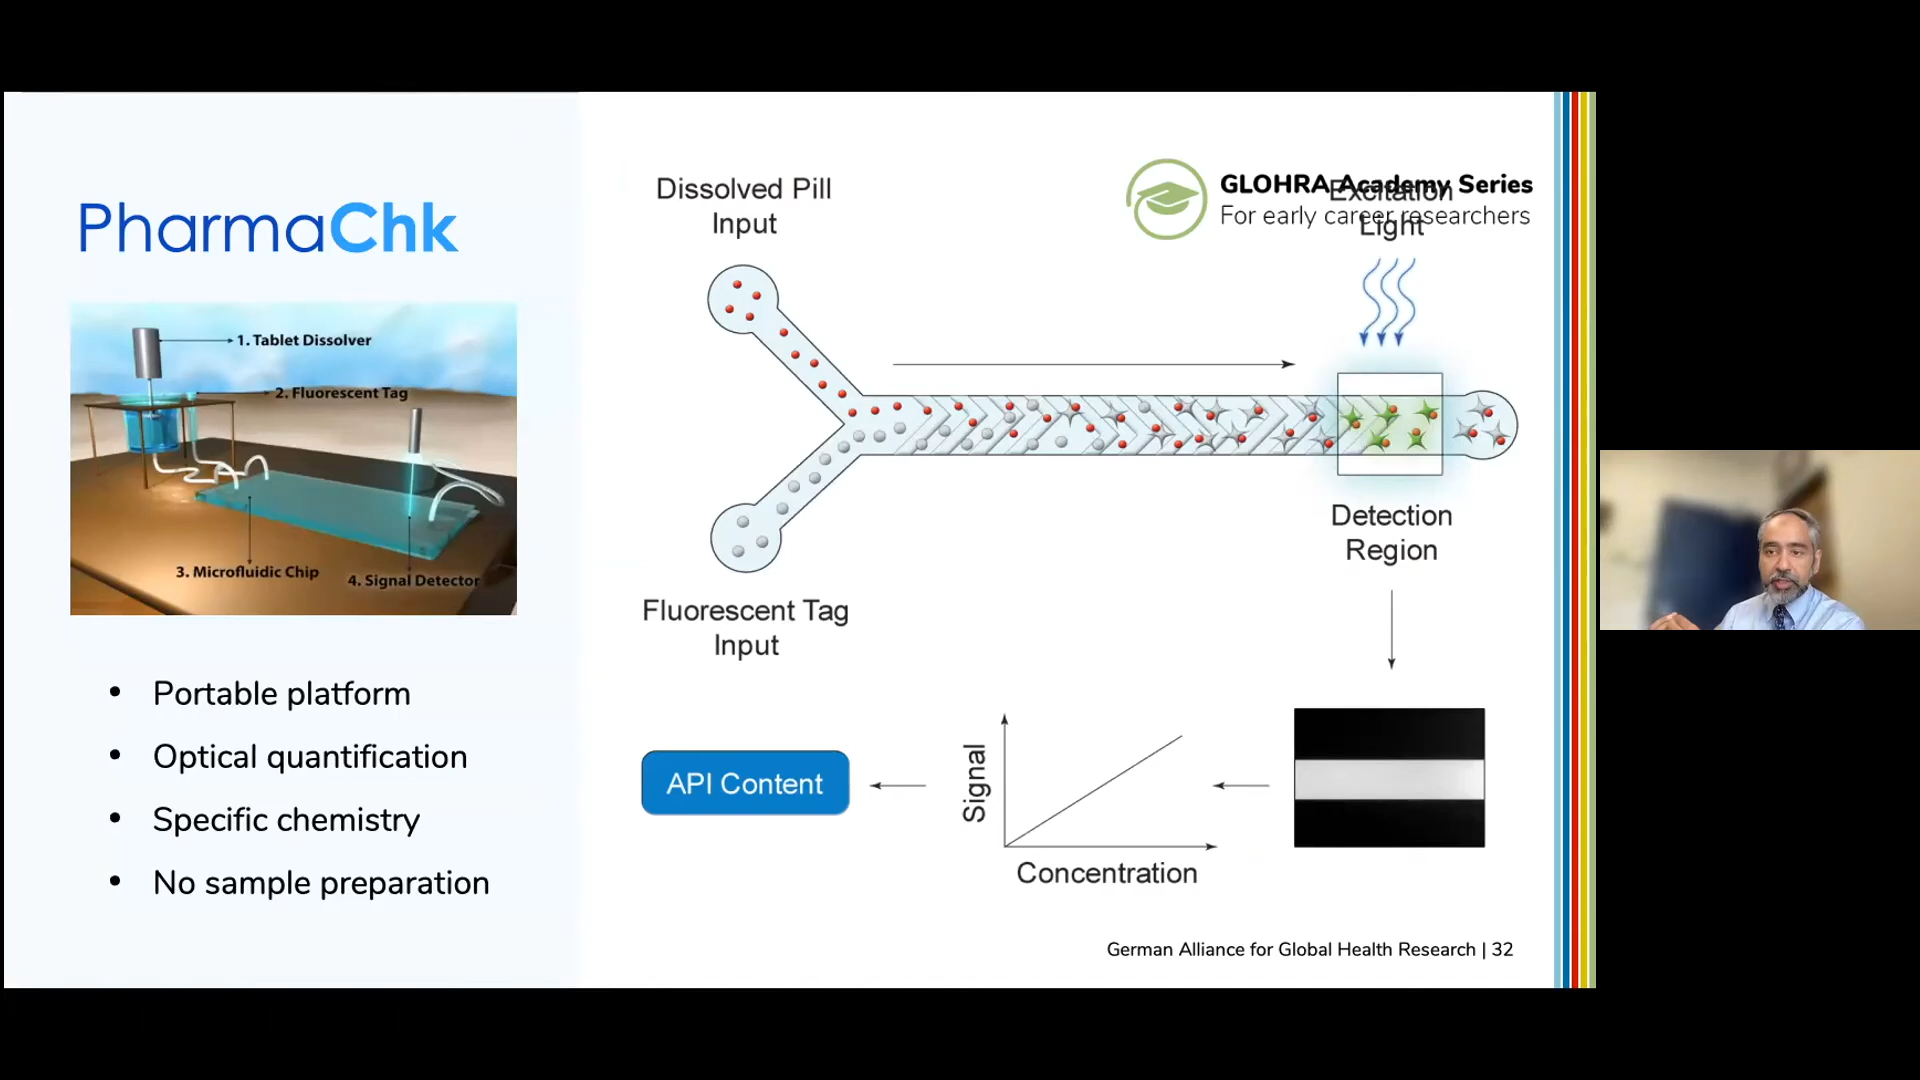 PharmaChk
1. Tablet Dissolver
2. Fluorescent Tag
3. Microfluidic Chip
4. Signal Detector
• Portable platform
• Optical quantification
• Specific chemistry
• No sample preparation
Dissolved Pill
Input
GLOHRA Academy Series
For early career researchers
Excitation
Light
Fluorescent Tag
Input
Detection
Region
API Content
Signal
Concentration
German Alliance for Global Health Research | 32